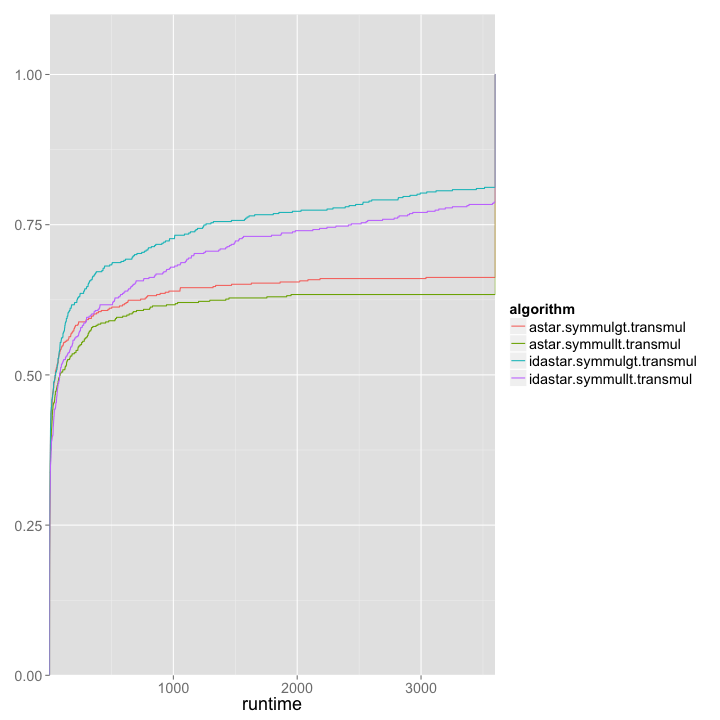 1.00
0.75
0.50
0.25
0.00
1000
2000
3000
runtime
algorithm
astar.symmulgt.transmul
astar.symmullt.transmul
idastar.symmulgt.transmul
idastar.symmullt.transmul